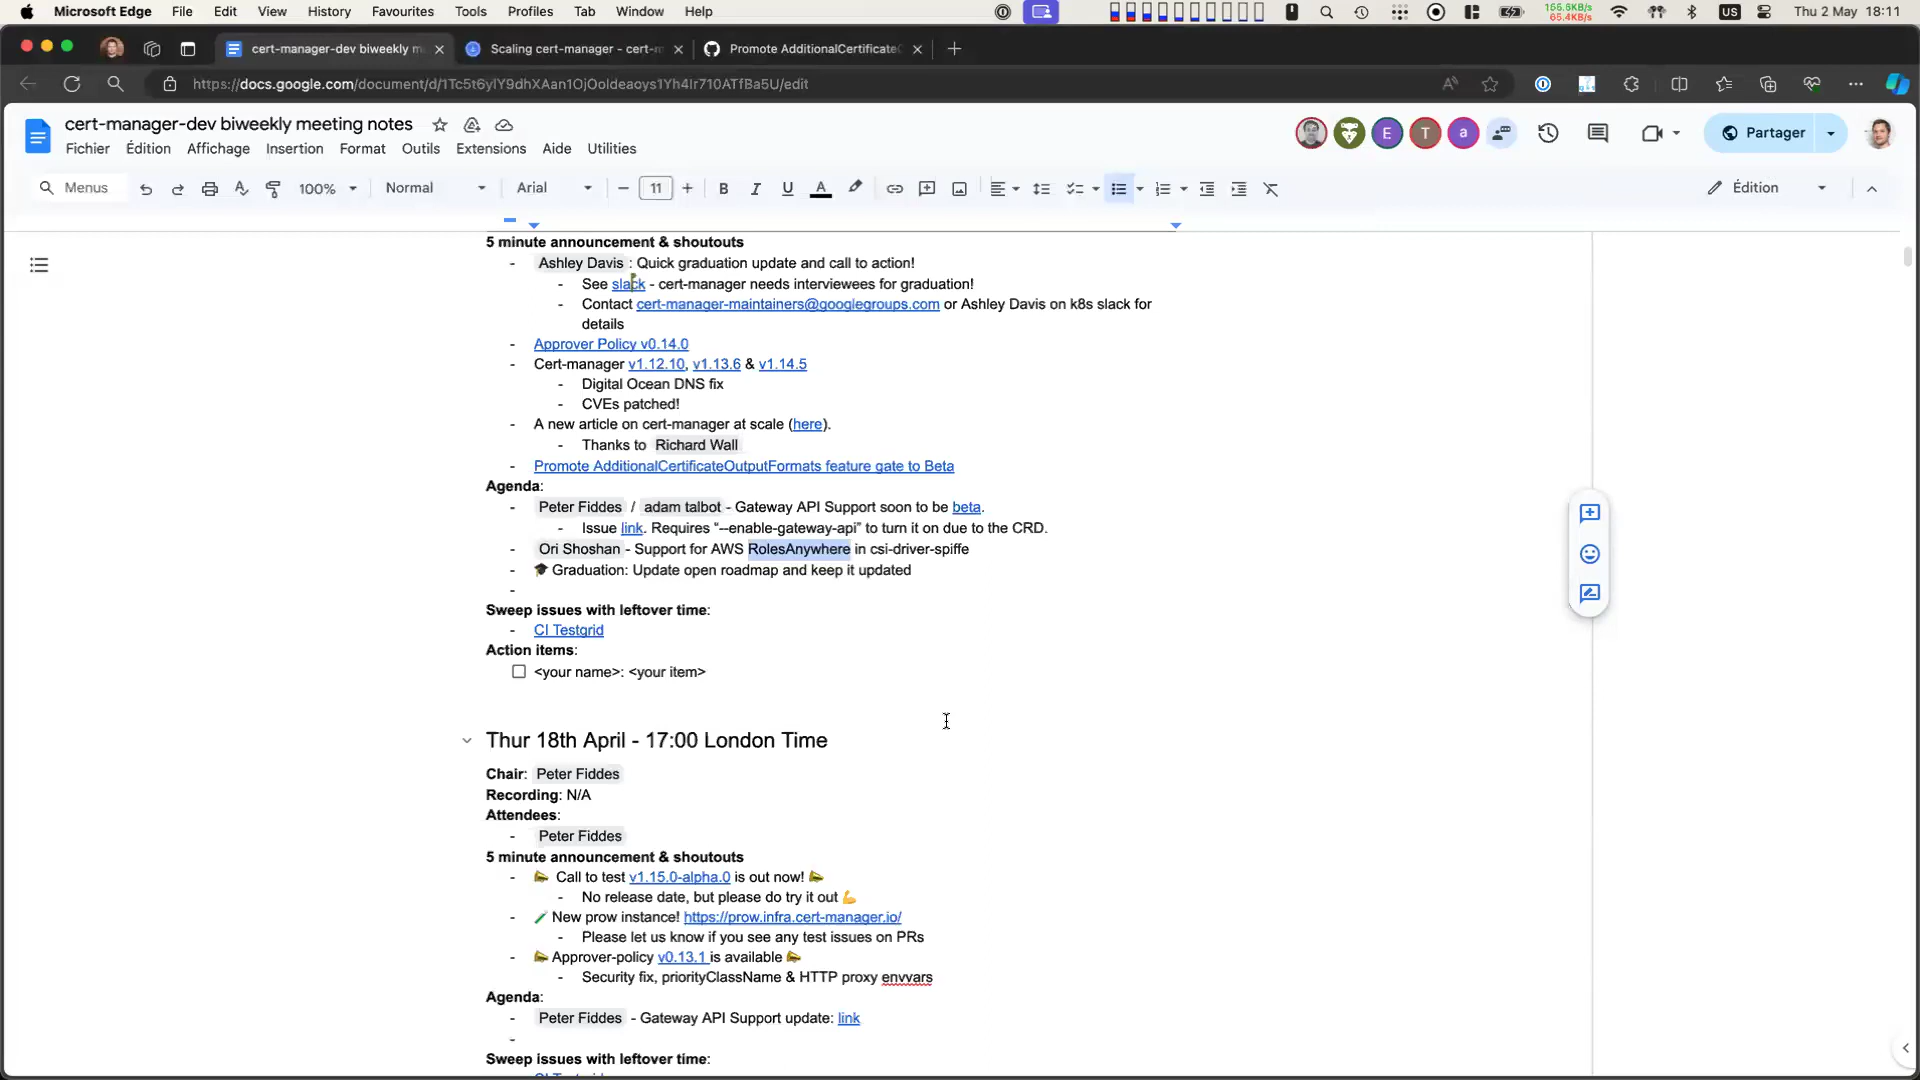 Microsoft Edge File Edit View History Favourites Tools Profiles Tab Window Help 155.6KB/s 65.4KB/s US Thu 2 May 18:11
cert-manager-dev biweekly m Scaling cert-manager - cert-m Promote AdditionalCertificateO
https://docs.google.com/document/d/1Tc5t6ylY9dhXAan1OjOoldeaoys1Yh4Ir710ATfBa5U/edit
cert-manager-dev biweekly meeting notes
E T a Partager
Fichier Édition Affichage Insertion Format Outils Extensions Aide Utilities
Menus 100% Normal Arial 11 B I U A Édition
5 minute announcement & shoutouts
- Ashley Davis : Quick graduation update and call to action!
- See slack - cert-manager needs interviewees for graduation!
- Contact cert-manager-maintainers@googlegroups.com or Ashley Davis on k8s slack for
details
- Approver Policy v0.14.0
- Cert-manager v1.12.10, v1.13.6 & v1.14.5
- Digital Ocean DNS fix
- CVEs patched!
- A new article on cert-manager at scale (here).
- Thanks to Richard Wall
- Promote AdditionalCertificateOutputFormats feature gate to Beta
Agenda:
- Peter Fiddes / adam talbot - Gateway API Support soon to be beta.
- Issue link. Requires “--enable-gateway-api” to turn it on due to the CRD.
- Ori Shoshan - Support for AWS RolesAnywhere in csi-driver-spiffe
- 🎓 Graduation: Update open roadmap and keep it updated
-
Sweep issues with leftover time:
- CI Testgrid
Action items:
<your name>: <your item>
Thur 18th April - 17:00 London Time
Chair: Peter Fiddes
Recording: N/A
Attendees:
- Peter Fiddes
5 minute announcement & shoutouts
- 📣 Call to test v1.15.0-alpha.0 is out now! 📣
- No release date, but please do try it out 💪
- 🧪 New prow instance! https://prow.infra.cert-manager.io/
- Please let us know if you see any test issues on PRs
- 📣 Approver-policy v0.13.1 is available 📣
- Security fix, priorityClassName & HTTP proxy envvars
Agenda:
- Peter Fiddes - Gateway API Support update: link
-
Sweep issues with leftover time: